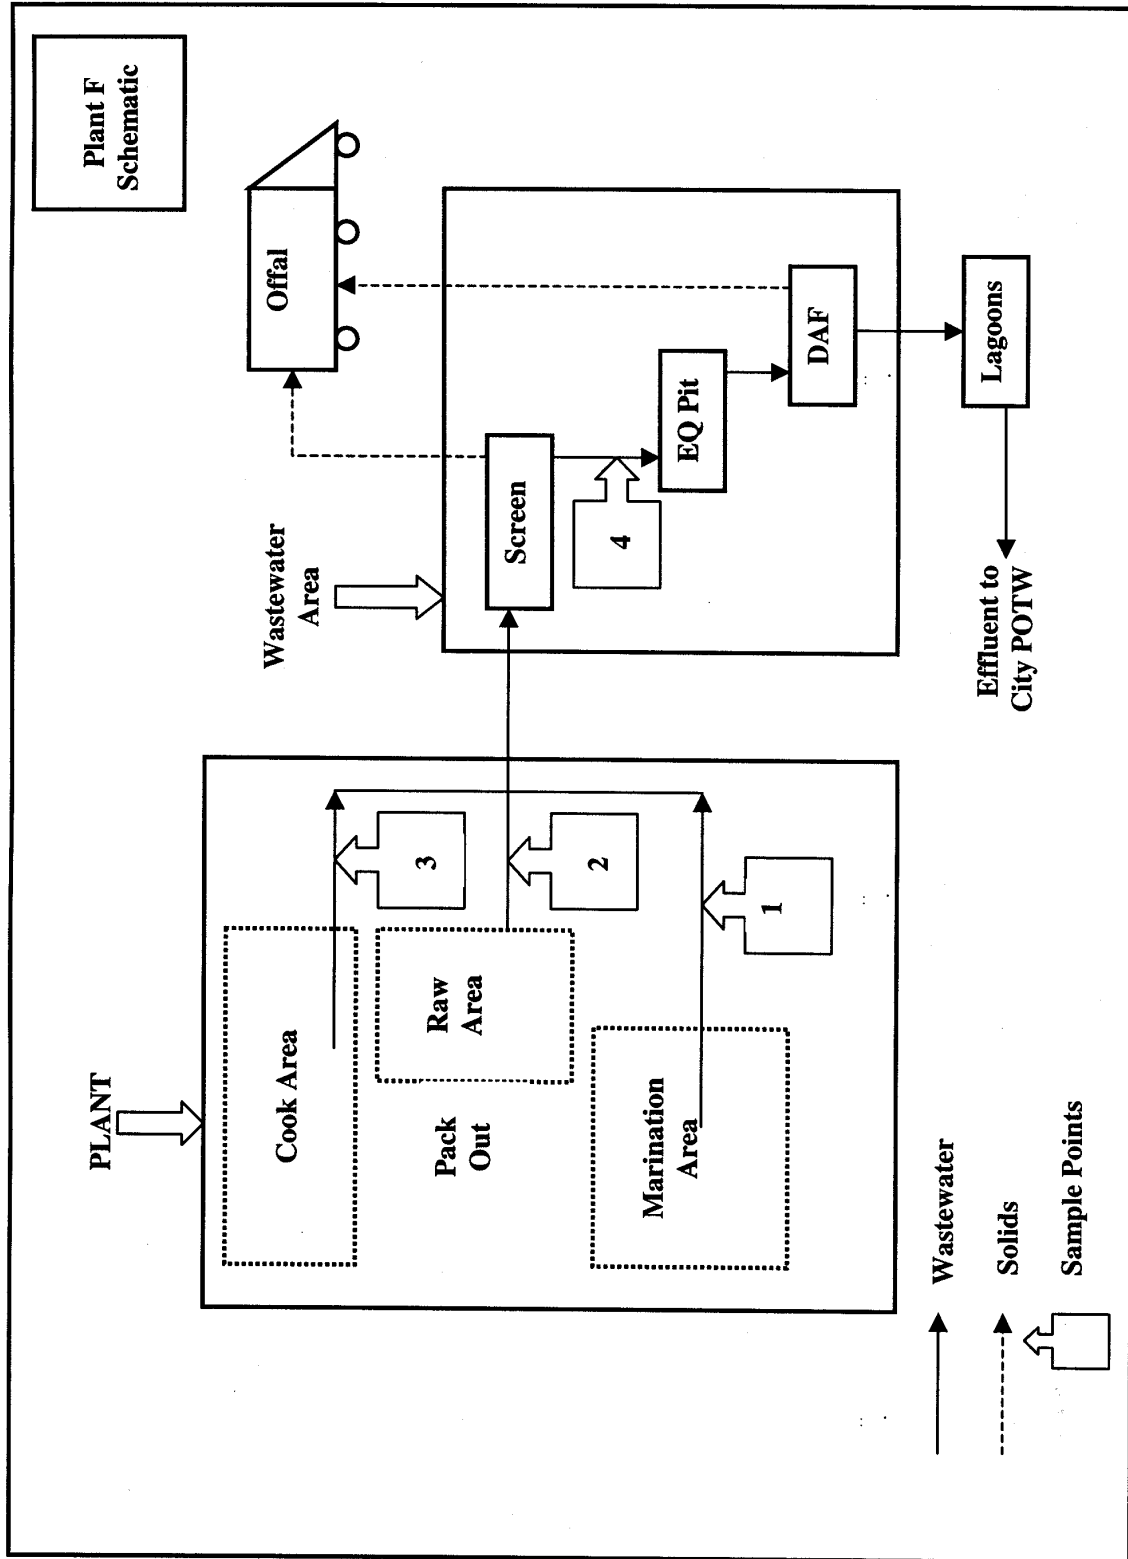 Plant F
Schematic
PLANT
Cook Area
Pack
Out
Raw
Area
Marination
Area
3
2
1
Wastewater
Area
Offal
Screen
4
EQ Pit
DAF
Lagoons
Effluent to
City POTW
Wastewater
Solids
Sample Points